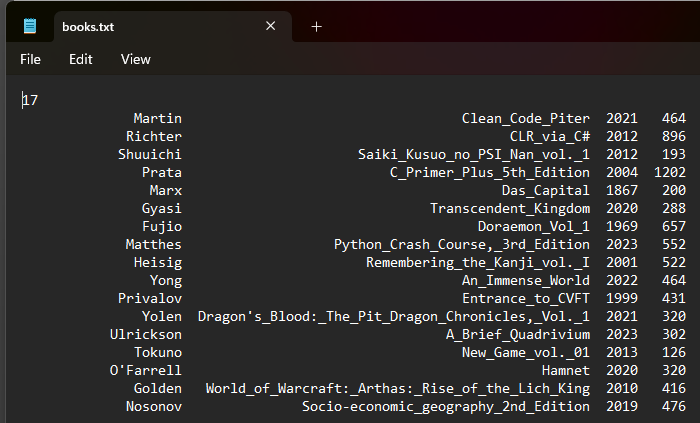 books.txt
File Edit View
17
Martin Clean_Code_Piter 2021 464
Richter CLR_via_C# 2012 896
Shuuichi Saiki_Kusuo_no_PSI_Nan_vol._1 2012 193
Prata C_Primer_Plus_5th_Edition 2004 1202
Marx Das_Capital 1867 200
Gyasi Transcendent_Kingdom 2020 288
Fujio Doraemon_Vol_1 1969 657
Matthes Python_Crash_Course,_3rd_Edition 2023 552
Heisig Remembering_the_Kanji_vol._I 2001 522
Yong An_Immense_World 2022 464
Privalov Entrance_to_CVFT 1999 431
Yolen Dragon's_Blood:_The_Pit_Dragon_Chronicles,_Vol._1 2021 320
Ulrickson A_Brief_Quadrivium 2023 302
Tokuno New_Game_vol._01 2013 126
O'Farrell Hamnet 2020 320
Golden World_of_Warcraft:_Arthas:_Rise_of_the_Lich_King 2010 416
Nosonov Socio-economic_geography_2nd_Edition 2019 476